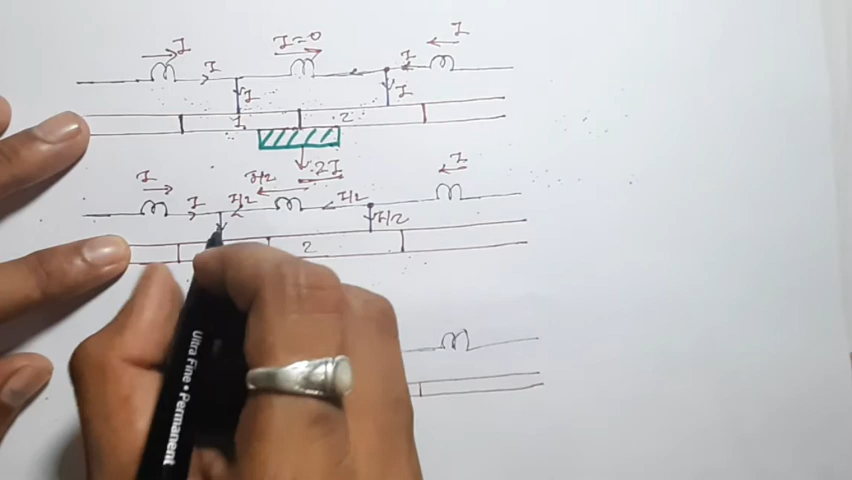 I I=0 I
I I
I I
1 2
2I
I I/2 I
I I/2 I/2
I/2
2
Ultra Fine • Permanent